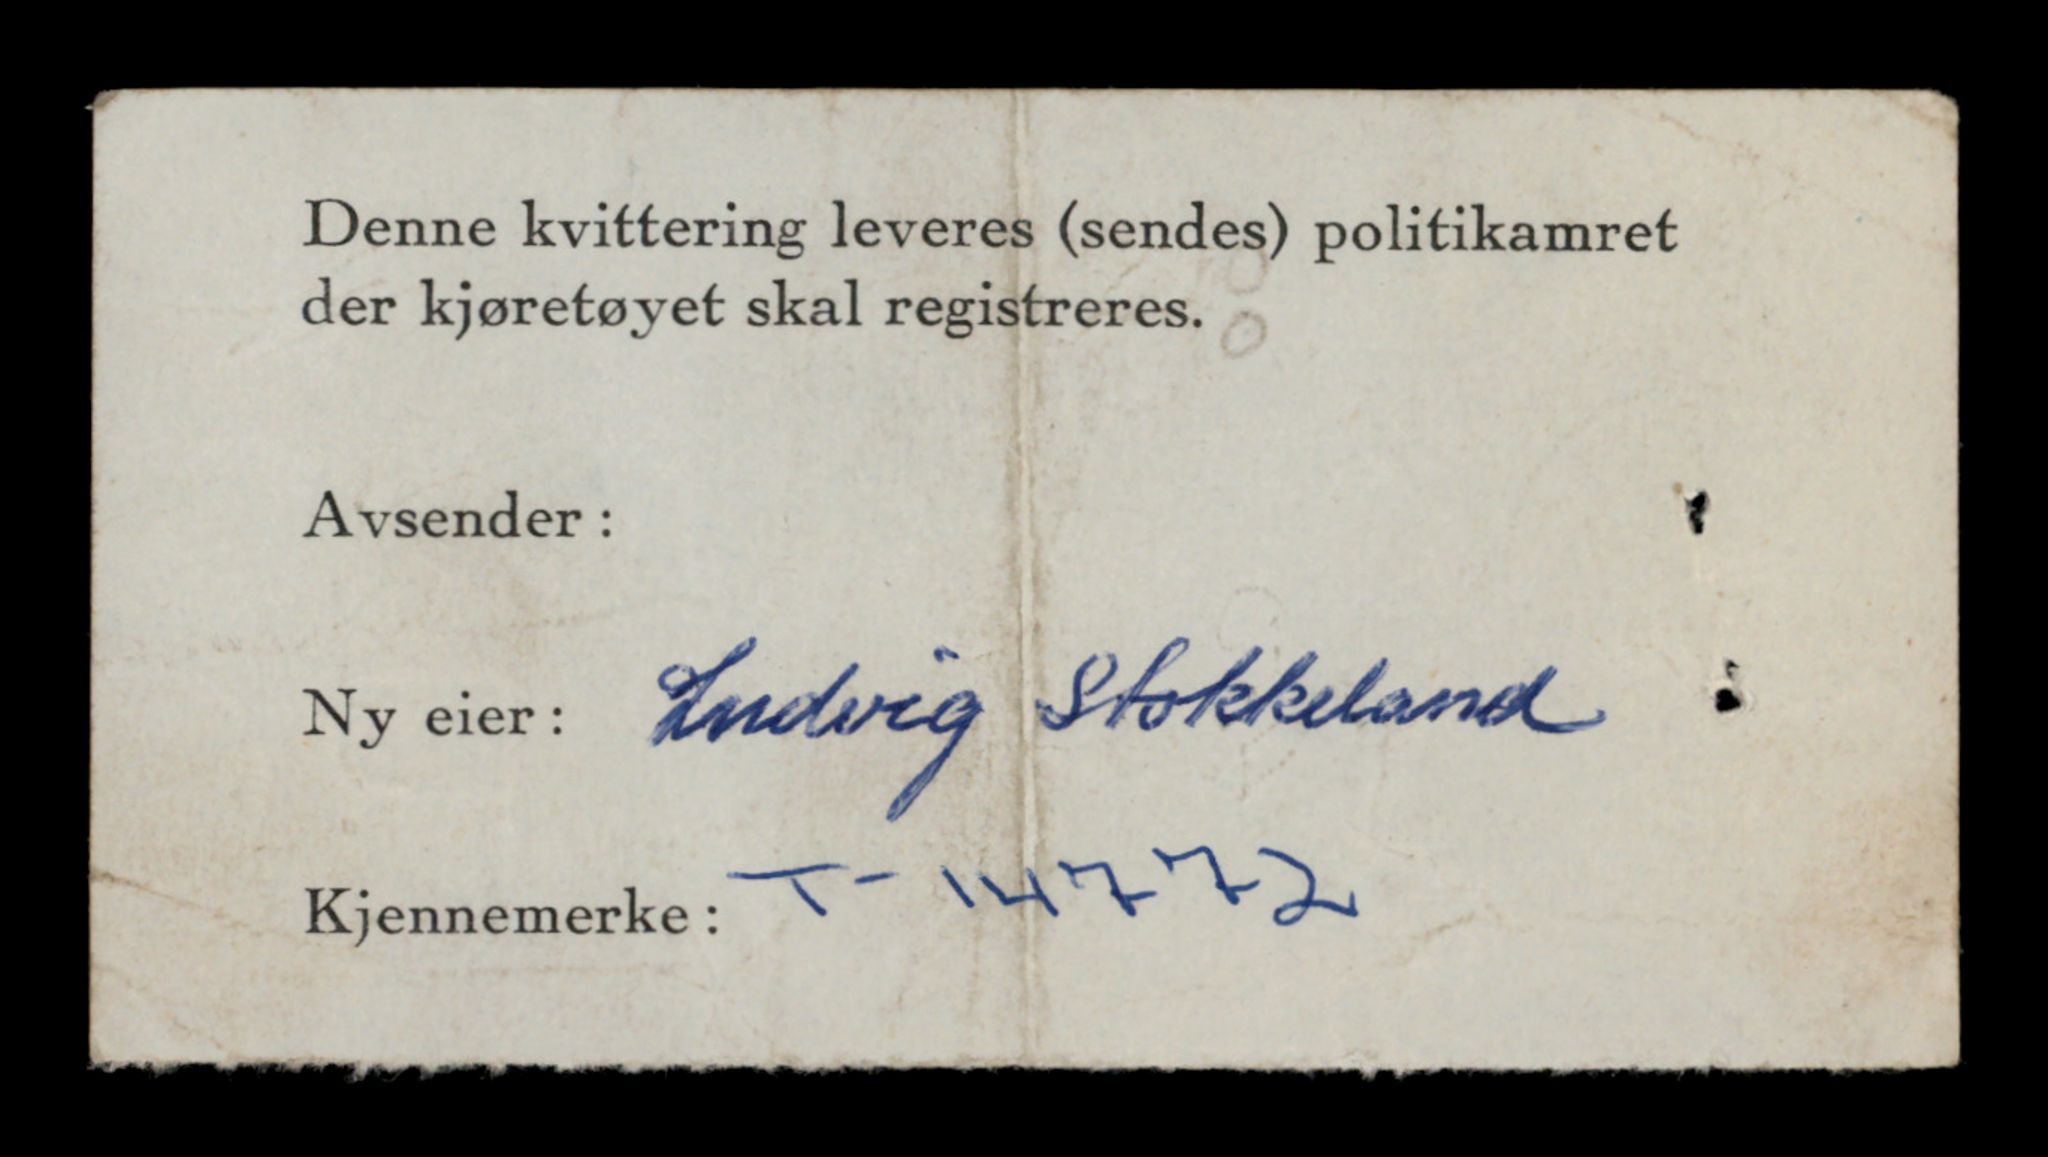 Denne kvittering leveres (sendes) politikamret
der kjøretøyet skal registreres.
Avsender :
Ny eier : Ludvig Stokkeland
Kjennemerke : T-14772